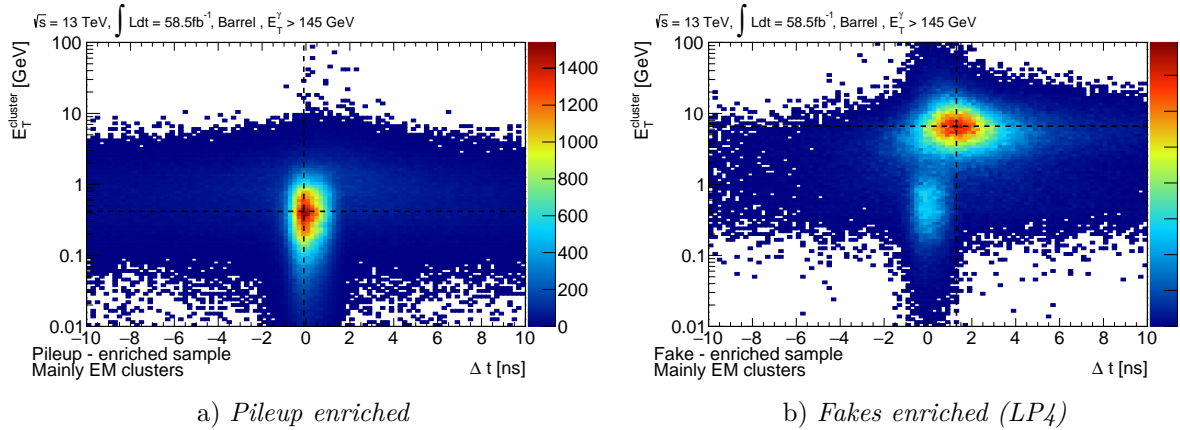 √s = 13 TeV, ∫ Ldt = 58.5fb⁻¹, Barrel , E_T^γ > 145 GeV
E_T^cluster [GeV]
100
10
1
0.1
0.01
−10 −8 −6 −4 −2 0 2 4 6 8 10
1400
1200
1000
800
600
400
200
0
Pileup - enriched sample
Mainly EM clusters
Δ t [ns]
a) Pileup enriched
√s = 13 TeV, ∫ Ldt = 58.5fb⁻¹, Barrel , E_T^γ > 145 GeV
E_T^cluster [GeV]
100
10
1
0.1
0.01
−10 −8 −6 −4 −2 0 2 4 6 8 10
Fake - enriched sample
Mainly EM clusters
Δ t [ns]
b) Fakes enriched (LP4)